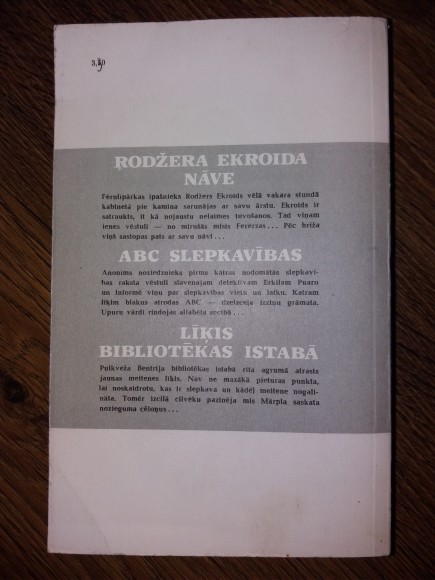 RODŽERA EKROIDA
NĀVE
Fērnlipārkas īpašnieks Rodžers Ekroids vēlā vakara stundā
kabinetā pie kamīna sarunājas ar savu ārstu. Ekroids ir
satraukts, it kā nojaustu nelaimes tuvošanos. Tad viņam
ienes vēstuli — no mirušās misis Fererzas... Pēc brīža
viņš sastopas pats ar savu nāvi...
ABC SLEPKAVĪBAS
Anonīms noziedznieks pirms katras nodomātās slepkavī-
bas raksta vēstuli slavenajam detektīvam Erkilam Puaro
un informē viņu par slepkavības vietu un laiku. Katram
līķim blakus atrodas ABC — dzelzceļa izziņu grāmata.
Upuru vārdi rindojas alfabēta secībā...
LĪĶIS
BIBLIOTĒKAS ISTABĀ
Pulkveža Bentrija bibliotēkas istabā rīta agrumā atrasts
jaunas meitenes līķis. Nav ne mazākā pieturas punkta,
lai noskaidrotu, kas ir slepkava un kādēļ meitene nogali-
nāta. Tomēr izcilā cilvēku pazinēja mis Mārpla saskata
nozieguma cēloņus...